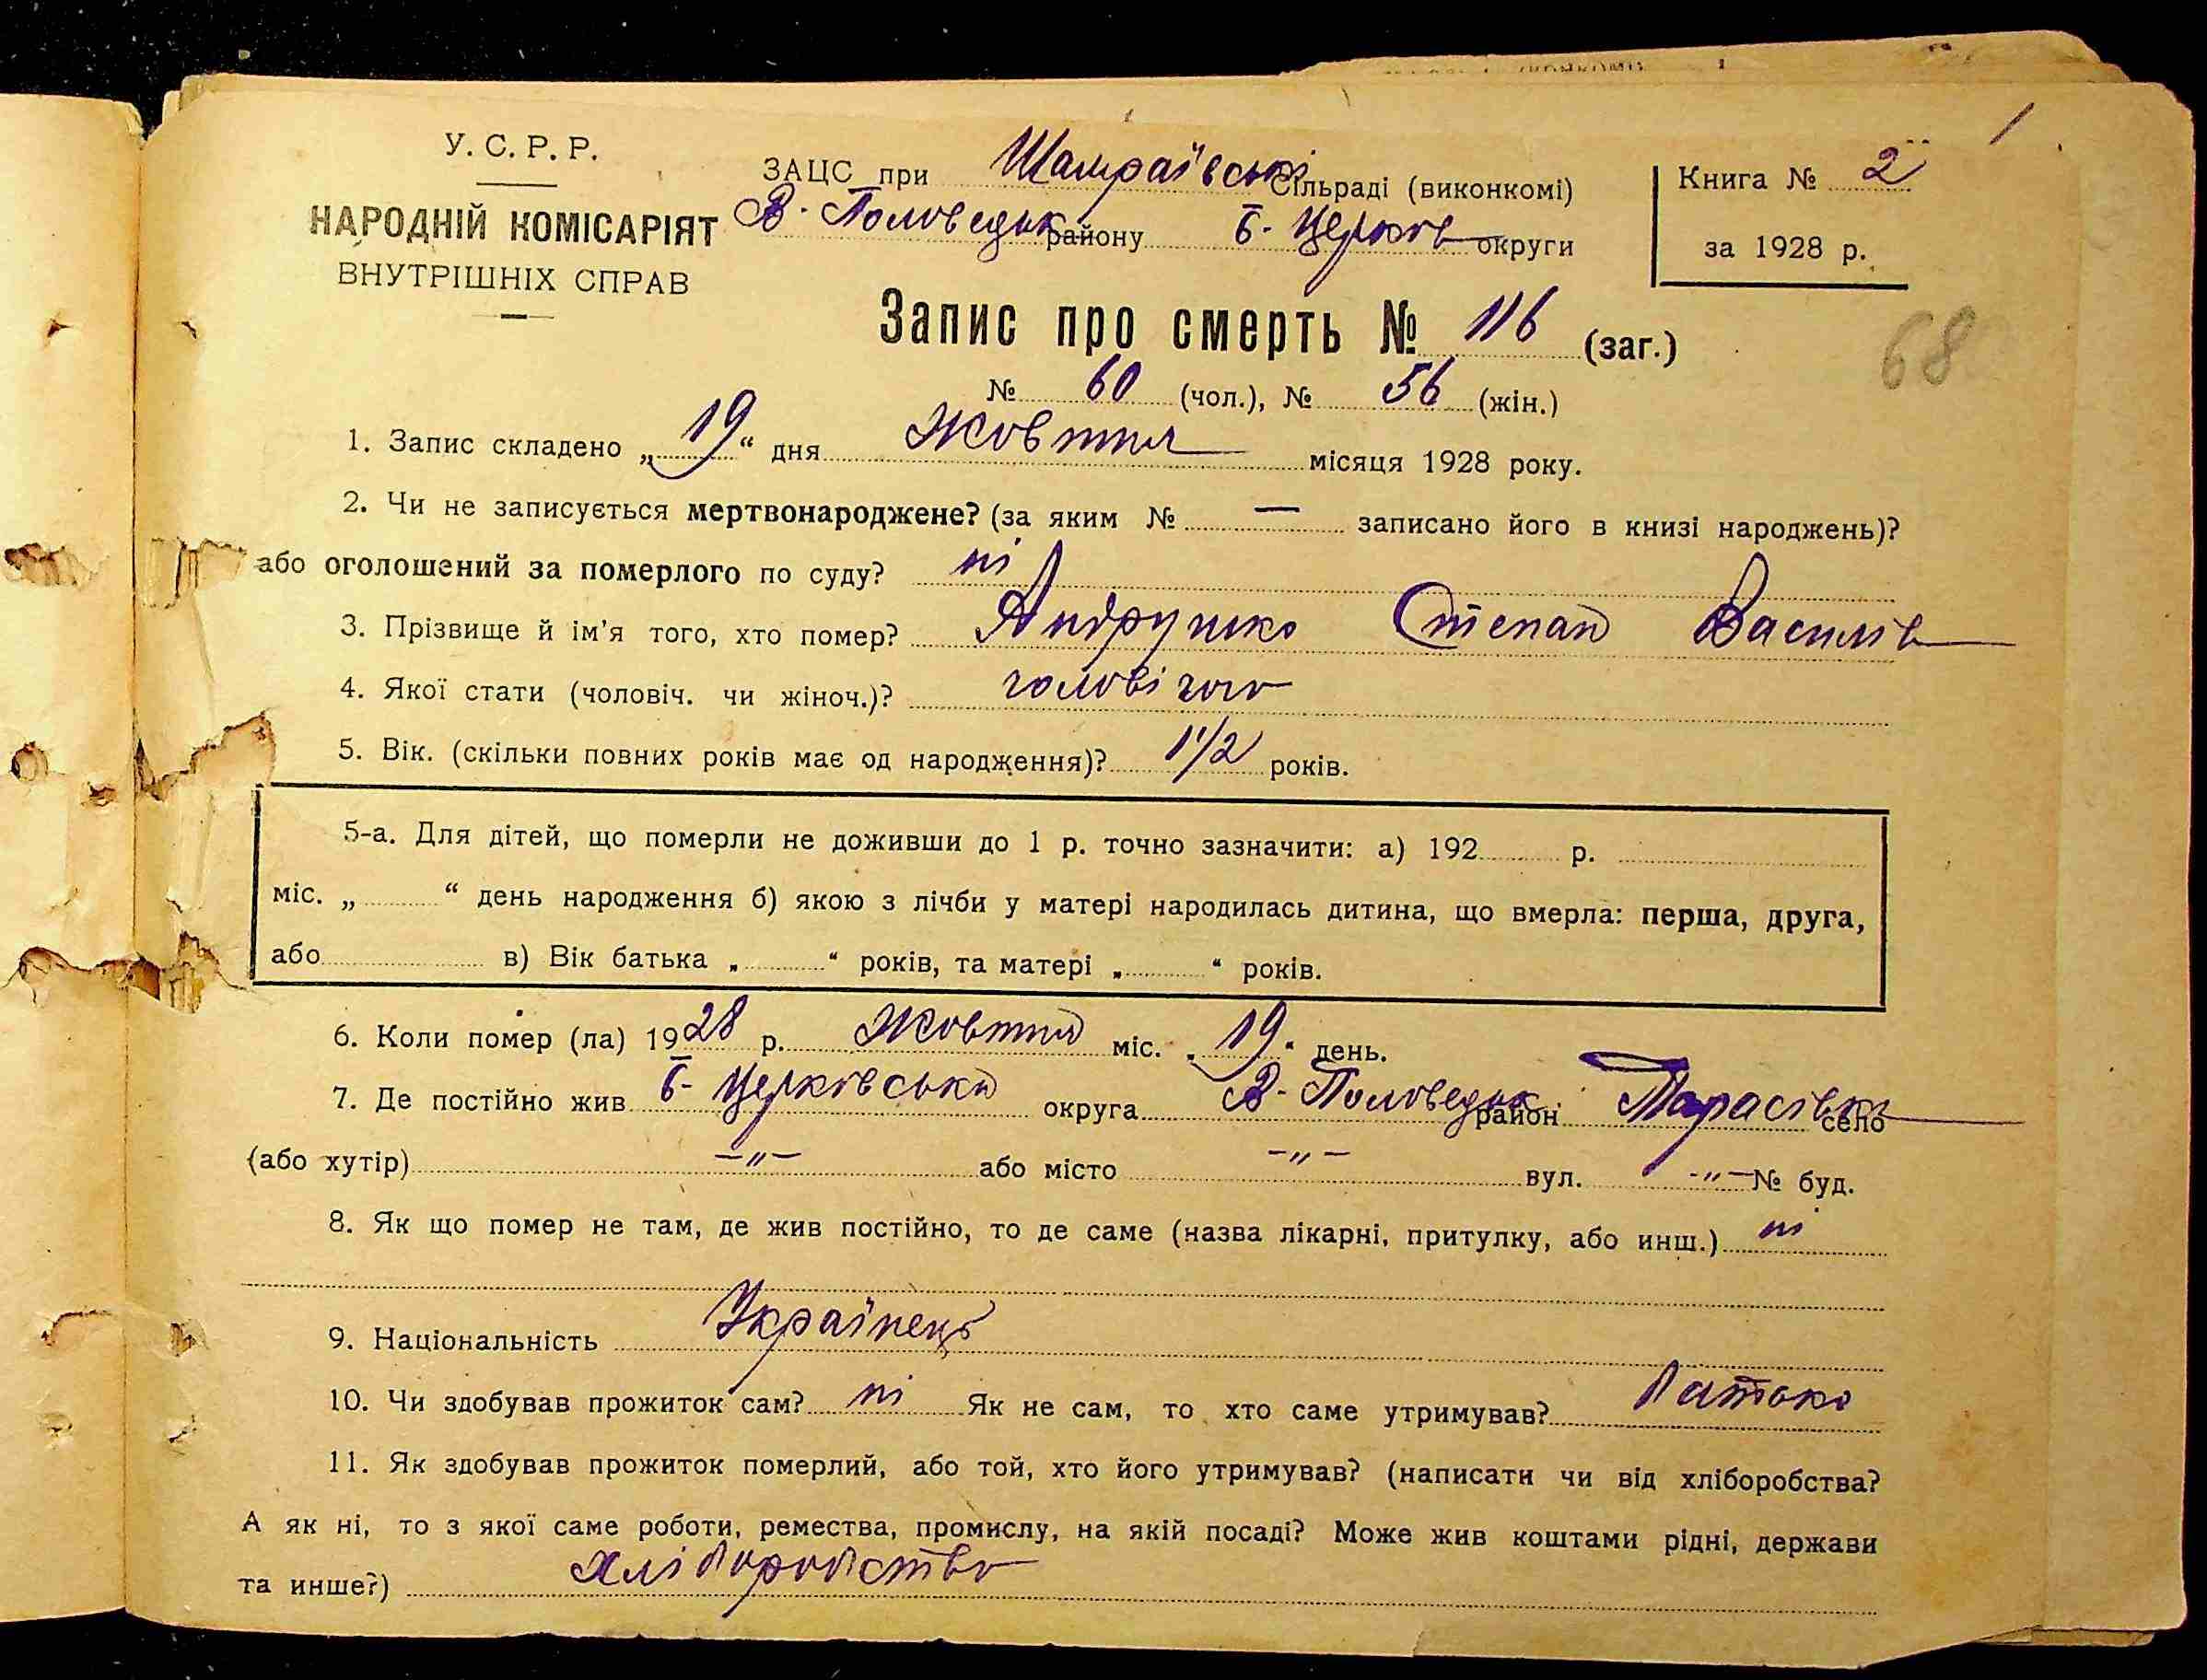 У. С. Р. Р.
НАРОДНІЙ КОМІСАРІЯТ
ВНУТРІШНІХ СПРАВ
ЗАЦС при Шамраївські Сільраді (виконкомі)
В-Половецьк району Б-Церков округи
Книга № 2
за 1928 р.
68
Запис про смерть № 116 (заг.)
№ 60 (чол.), № 56 (жін.)
1. Запис складено „19“ дня Жовтня місяця 1928 року.
2. Чи не записується мертвонароджене? (за яким № — записано його в книзі народжень)?
або оголошений за померлого по суду? ні
3. Прізвище й ім'я того, хто помер? Андрушко Степан Василів
4. Якої стати (чоловіч. чи жіноч.)? чоловічого
5. Вік. (скільки повних років має од народження)? 1 1/2 років.
5-а. Для дітей, що померли не доживши до 1 р. точно зазначити: а) 192 р.
міс. „ “ день народження б) якою з лічби у матері народилась дитина, що вмерла: перша, друга,
або в) Вік батька „ “ років, та матері „ “ років.
6. Коли помер (ла) 1928 р. Жовтня міс. „19“ день.
7. Де постійно жив Б-Церківська округа В-Половецьк район Тарасівка село
(або хутір) -„- або місто -„- вул. -„- № буд.
8. Як що помер не там, де жив постійно, то де саме (назва лікарні, притулку, або инш.) ні
9. Національність Українець
10. Чи здобував прожиток сам? ні Як не сам, то хто саме утримував? Батько
11. Як здобував прожиток померлий, або той, хто його утримував? (написати чи від хліборобства?
А як ні, то з якої саме роботи, ремества, промислу, на якій посаді? Може жив коштами рідні, держави
та инше?) хліборобство